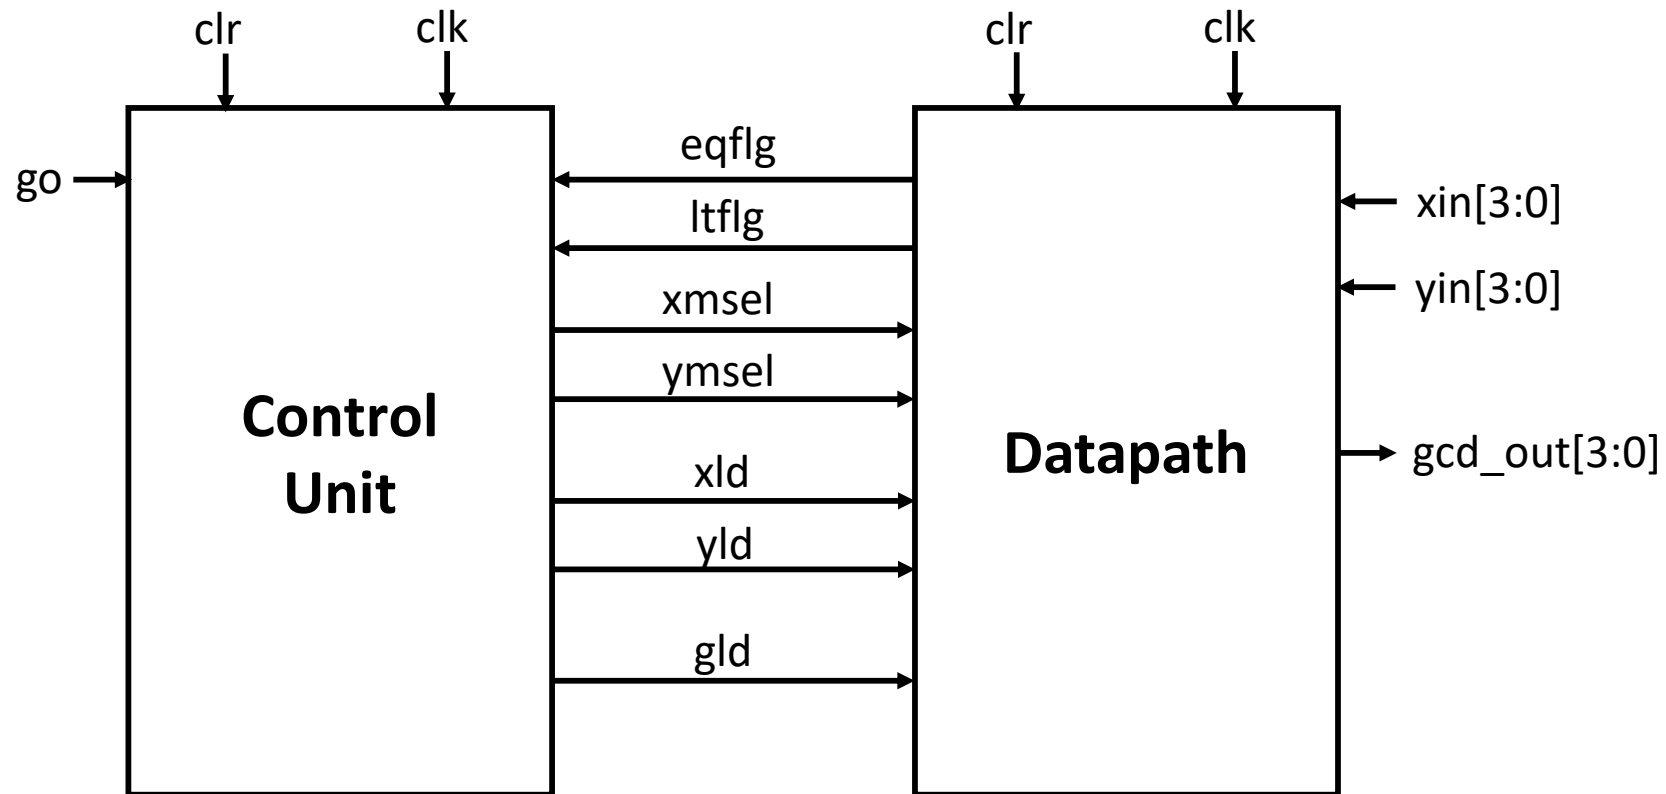 clr
clk
clr
clk
go
eqflg
ltflg
xmsel
ymsel
xld
yld
gld
Control
Unit
Datapath
xin[3:0]
yin[3:0]
gcd_out[3:0]